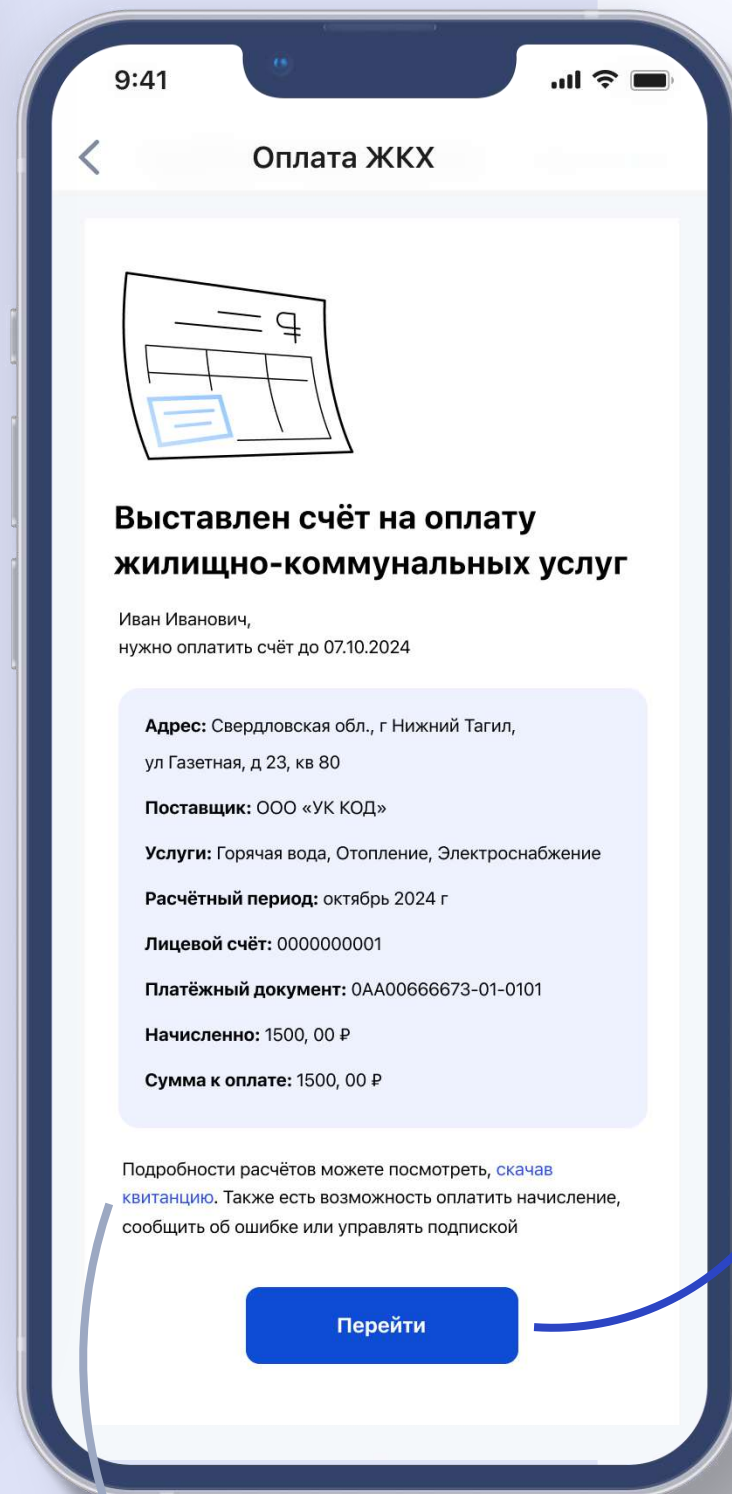 9:41
Оплата ЖКХ
Выставлен счёт на оплату
жилищно-коммунальных услуг
Иван Иванович,
нужно оплатить счёт до 07.10.2024
Адрес: Свердловская обл., г Нижний Тагил,
ул Газетная, д 23, кв 80
Поставщик: ООО «УК КОД»
Услуги: Горячая вода, Отопление, Электроснабжение
Расчётный период: октябрь 2024 г
Лицевой счёт: 0000000001
Платёжный документ: 0АА00666673-01-0101
Начисленно: 1500, 00 ₽
Сумма к оплате: 1500, 00 ₽
Подробности расчётов можете посмотреть, скачав
квитанцию. Также есть возможность оплатить начисление,
сообщить об ошибке или управлять подпиской
Перейти